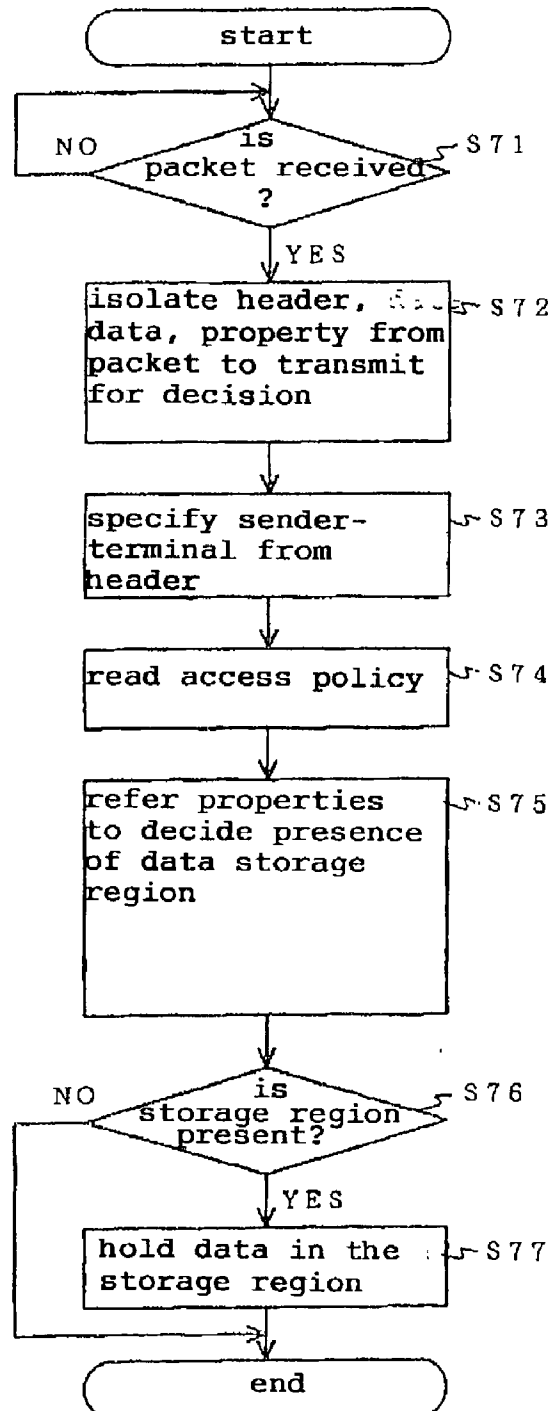 start
NO
is
packet received
?
S71
YES
isolate header,
data, property from
packet to transmit
for decision
S72
specify sender-
terminal from
header
S73
read access policy
S74
refer properties
to decide presence
of data storage
region
S75
NO
is
storage region
present?
S76
YES
hold data in the
storage region
S77
end